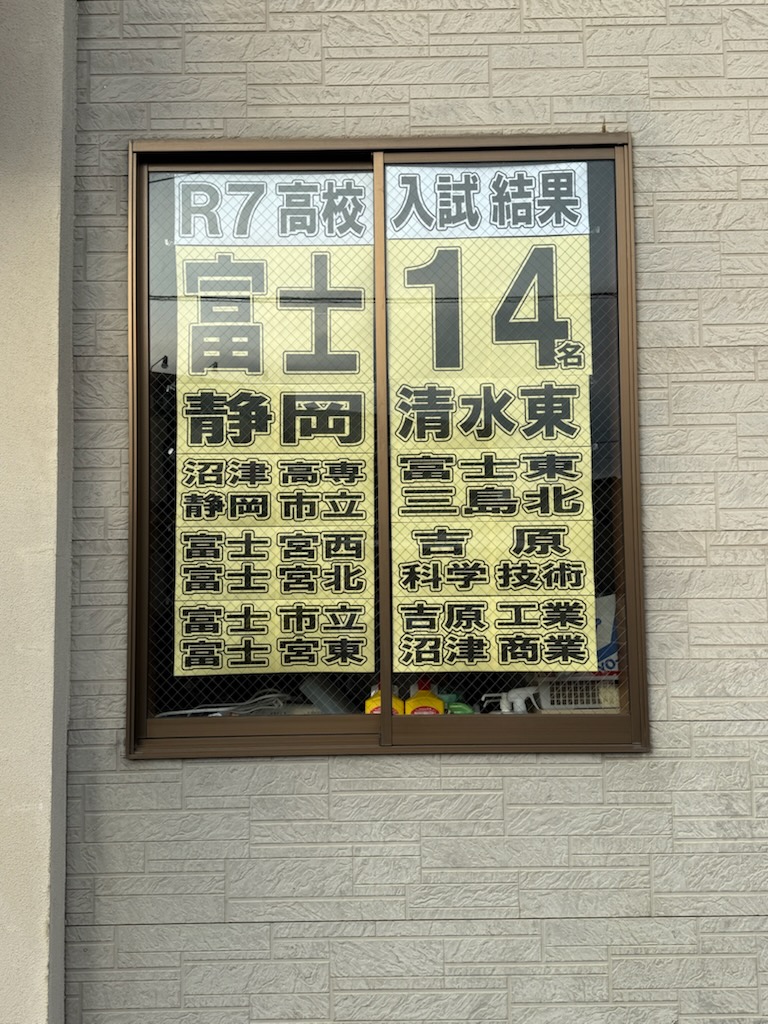 R7 高校 入試 結果
富士 14名
静岡 清水東
沼津高専 富士東
静岡市立 三島北
富士宮西 吉原
富士宮北 科学技術
富士市立 吉原工業
富士宮東 沼津商業